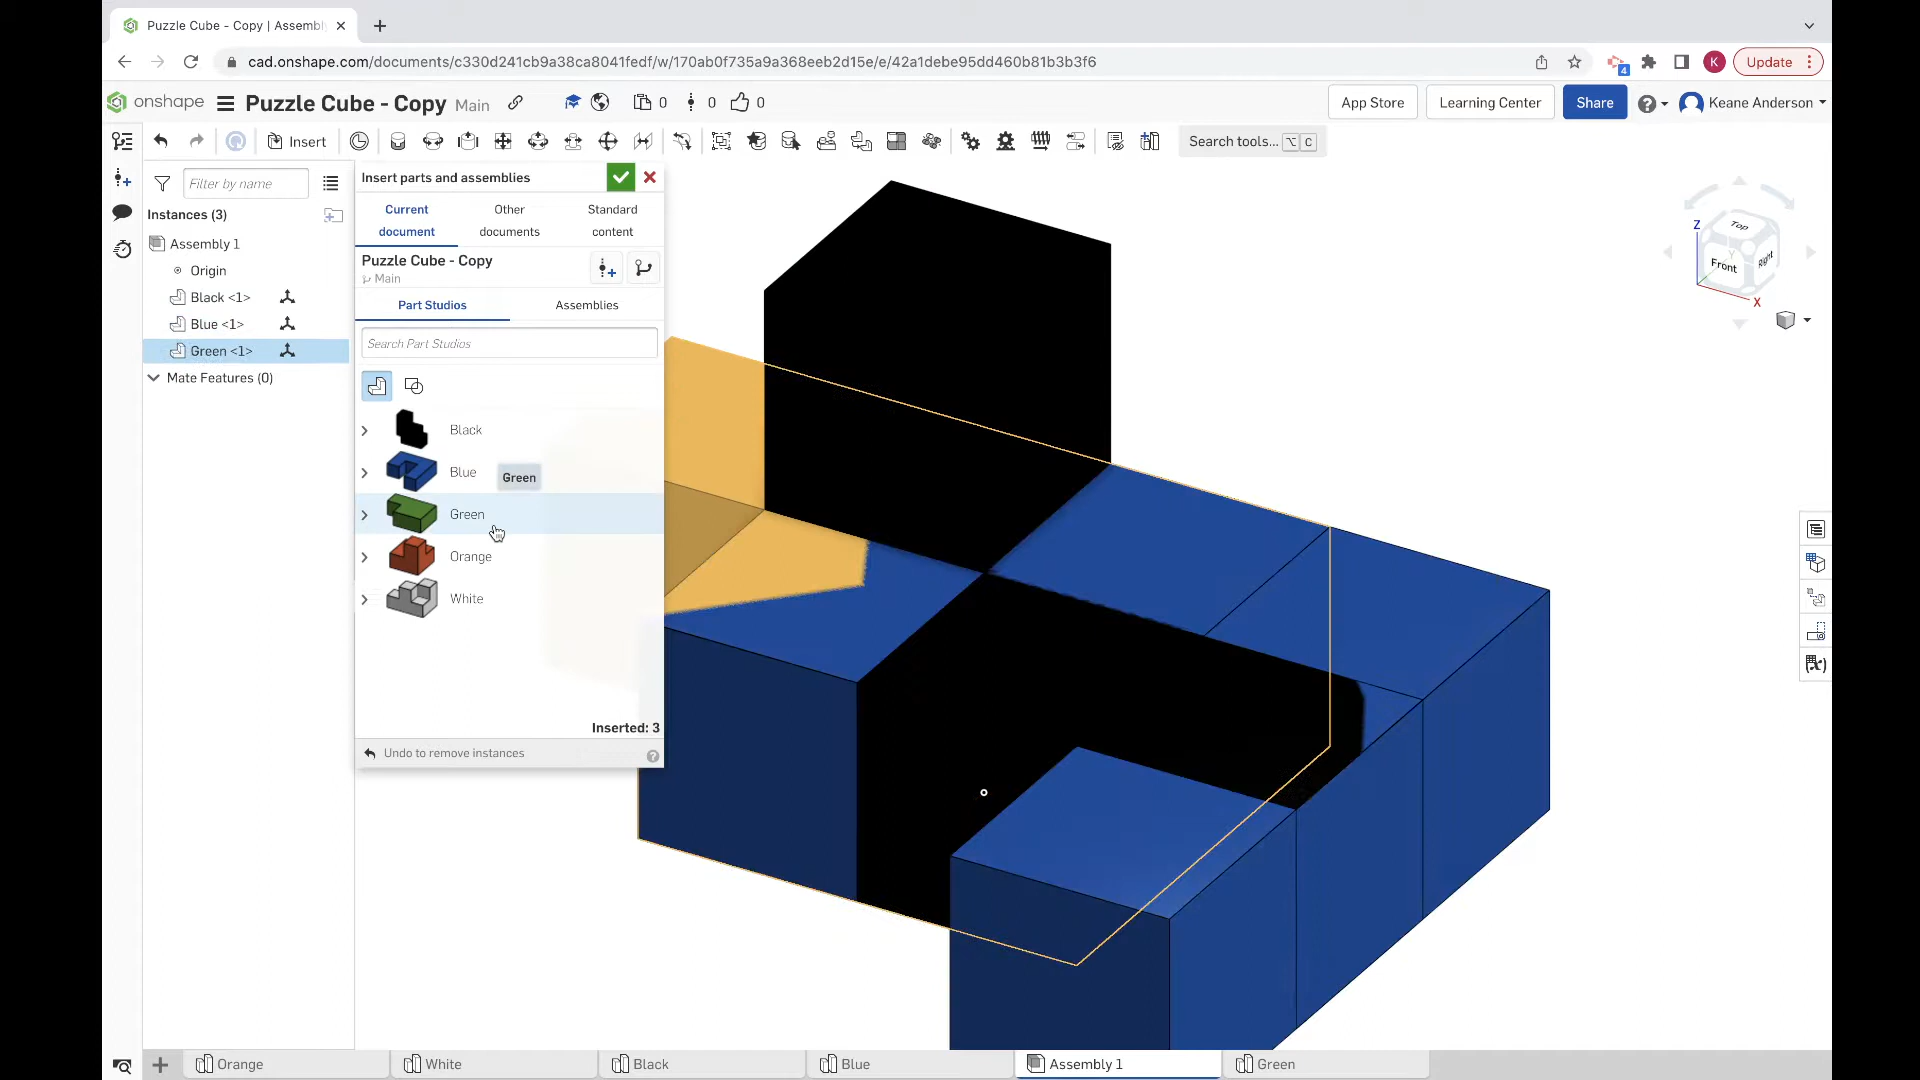 Puzzle Cube - Copy | Assembl
cad.onshape.com/documents/c330d241cb9a38ca8041fedf/w/170ab0f735a9a368eeb2d15e/e/42a1debe95dd460b81b3b3f6
4
K
Update
onshape
Puzzle Cube - Copy
Main
0
0
0
App Store
Learning Center
Share
Keane Anderson
Insert
Search tools... ⌥ C
Filter by name
Instances (3)
Assembly 1
Origin
Black <1>
Blue <1>
Green <1>
Mate Features (0)
Insert parts and assemblies
Current document
Other documents
Standard content
Puzzle Cube - Copy
Main
Part Studios
Assemblies
Search Part Studios
Black
Blue
Green
Green
Orange
White
Inserted: 3
Undo to remove instances
Z
Top
Y
Front
Right
X
Orange
White
Black
Blue
Assembly 1
Green